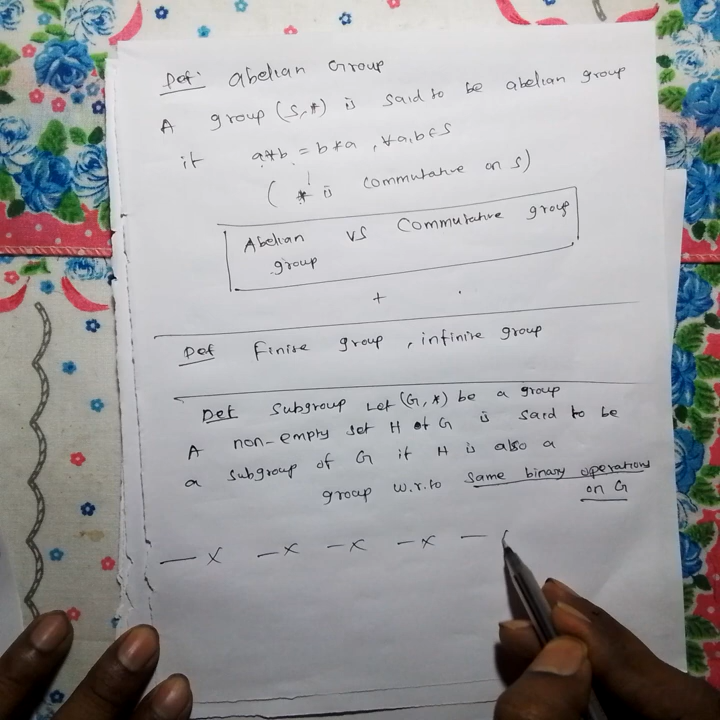 Def: Abelian Group
A group (S,*) is said to be abelian group
if a*b = b*a , ∀a,b∈S
( * is commutative on S)
Abelian vs Commutative group
group
+
Def Finite group , infinite group
Def Subgroup Let (G,*) be a group
A non-empty set H of G is said to be
a subgroup of G if H is also a
group w.r.to same binary operation
on G
— x — x — x — x —